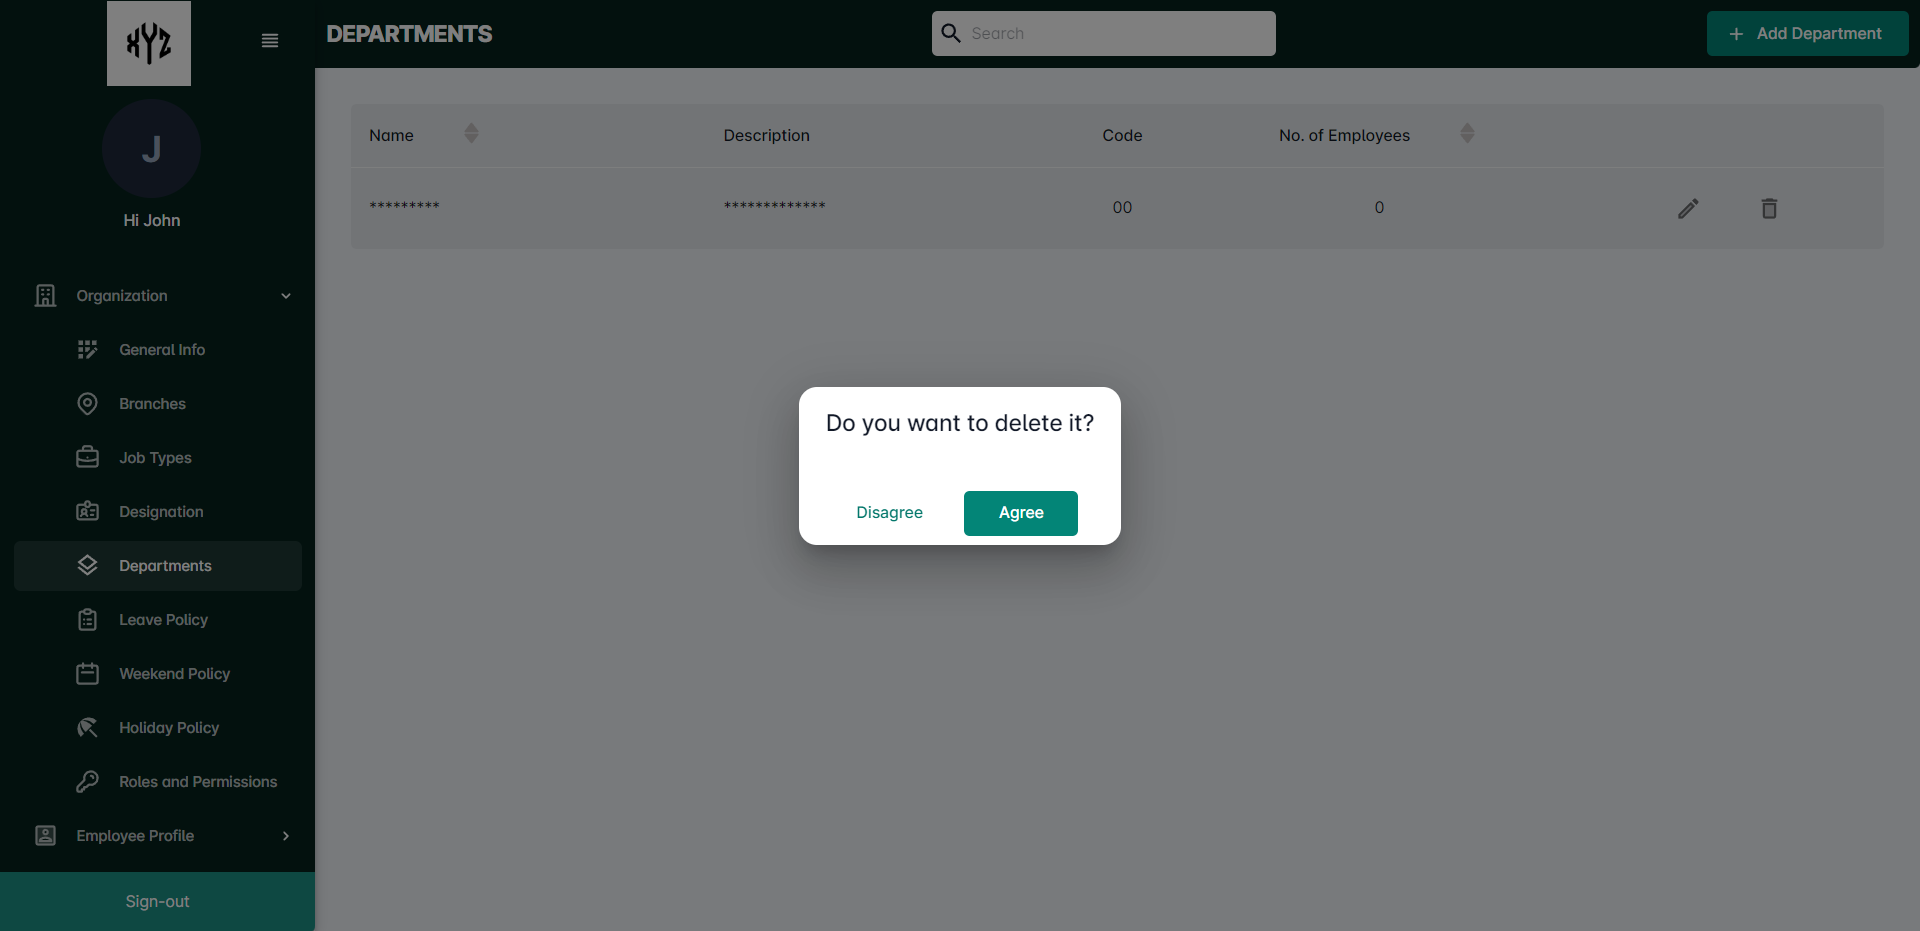 XYZ
DEPARTMENTS
Search
+ Add Department
J
Hi John
Organization
General Info
Branches
Job Types
Designation
Departments
Leave Policy
Weekend Policy
Holiday Policy
Roles and Permissions
Employee Profile
Sign-out
Name Description Code No. of Employees
********* ************* 00 0
Do you want to delete it?
Disagree Agree